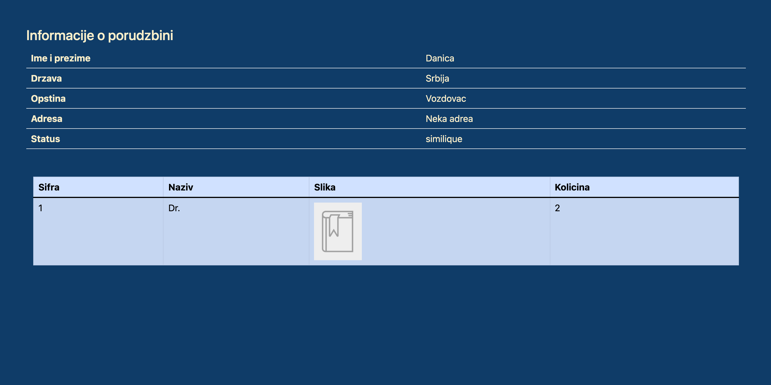 Informacije o porudzbini
Ime i prezime Danica
Drzava Srbija
Opstina Vozdovac
Adresa Neka adrea
Status similique
Sifra Naziv Slika Kolicina
1 Dr. 2